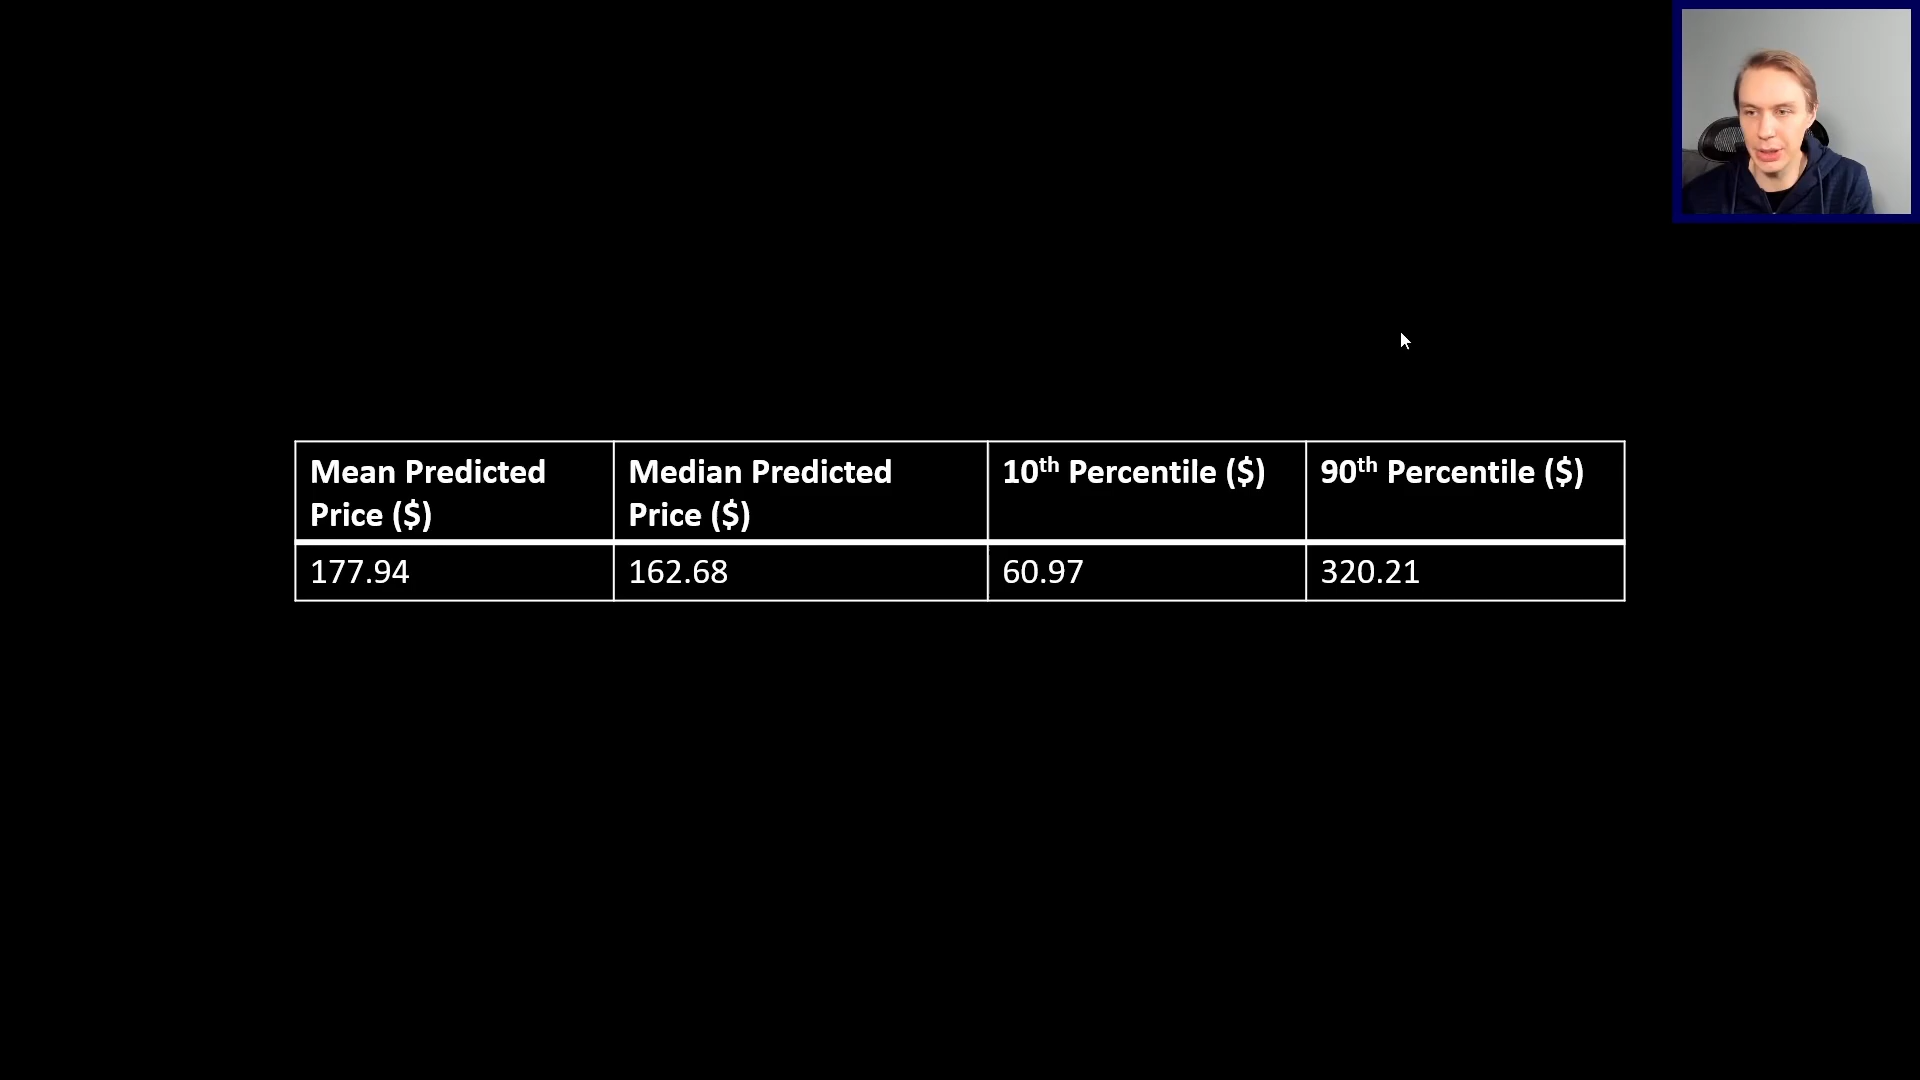 Mean Predicted Price ($)
Median Predicted Price ($)
10th Percentile ($)
90th Percentile ($)
177.94
162.68
60.97
320.21